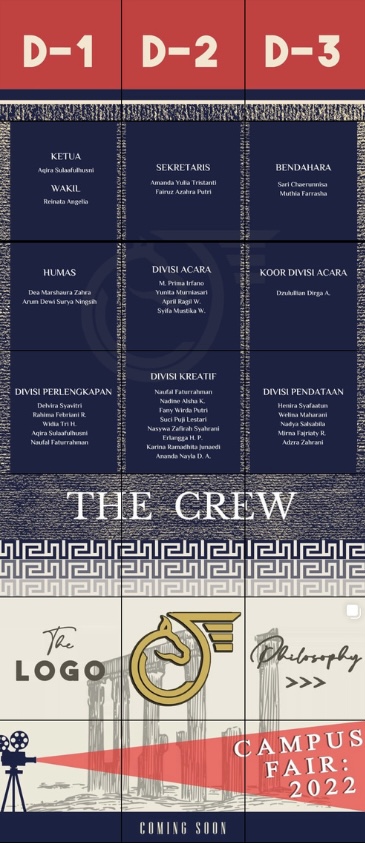 D-1
D-2
D-3
KETUA
Aqira Sulaafulhusni
WAKIL
Reinata Angelia
SEKRETARIS
Amanda Yulia Tristanti
Fairuz Azahra Putri
BENDAHARA
Sari Chaerunnisa
Muthia Farrasha
HUMAS
Dea Marshaura Zahra
Arum Dewi Surya Ningsih
DIVISI ACARA
M. Prima Irfano
Yunita Murniasari
April Ragil W.
Syifa Mustika W.
KOOR DIVISI ACARA
Dzulullian Dirga A.
DIVISI PERLENGKAPAN
Delvira Syavitri
Rahima Febriani R.
Widia Tri H.
Aqira Sulaafulhusni
Naufal Faturrahman
DIVISI KREATIF
Naufal Faturrahman
Nadine Aisha K.
Fany Wirda Putri
Suci Puji Lestari
Nasywa Zafirah Syahrani
Erlangga H. P.
Karina Ramadhita Junaedi
Ananda Nayla D. A.
DIVISI PENDATAAN
Henira Syafaatun
Welina Maharani
Nadya Salsabila
Mirna Fajriaty R.
Adzra Zahrani
THE CREW
The
LOGO
Philosophy
>>>
CAMPUS
FAIR:
2022
COMING SOON